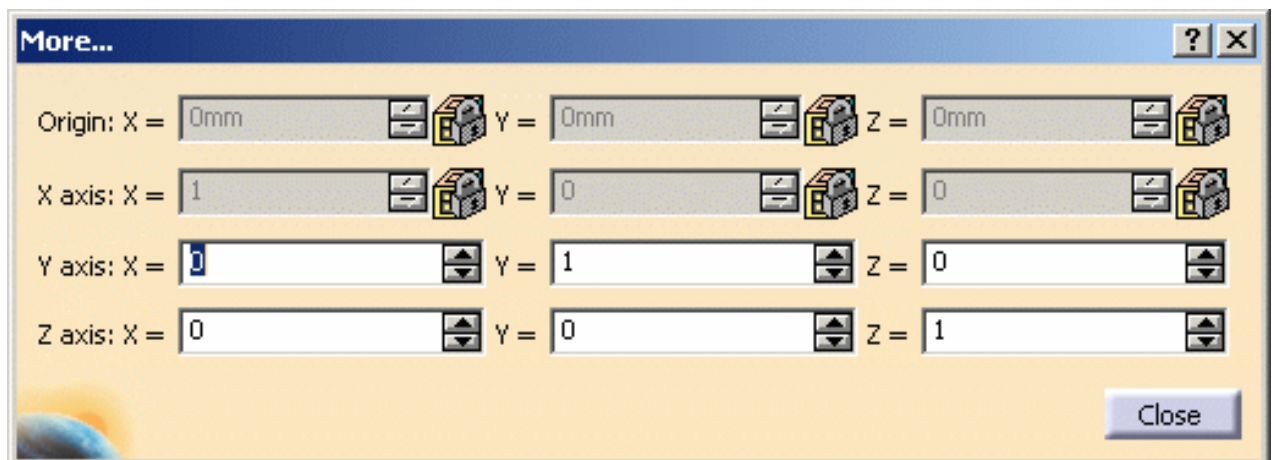 More...
Origin: X = 0mm Y = 0mm Z = 0mm
X axis: X = 1 Y = 0 Z = 0
Y axis: X = 0 Y = 1 Z = 0
Z axis: X = 0 Y = 0 Z = 1
Close